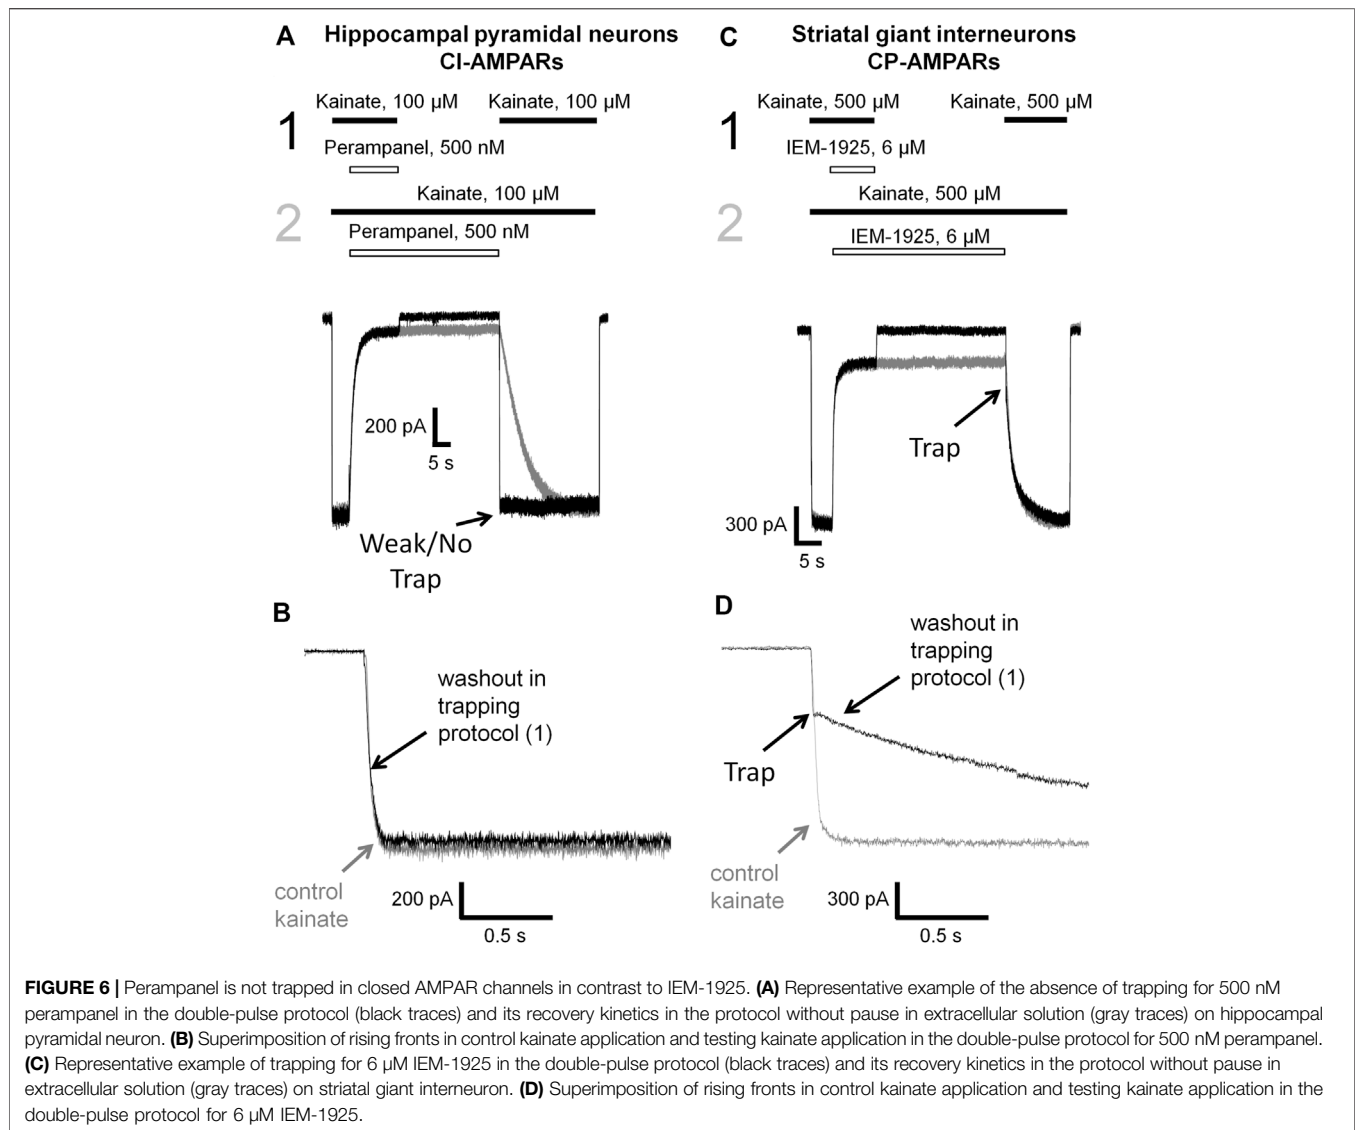 A
Hippocampal pyramidal neurons
CI-AMPARs
1
Kainate, 100 µM
Kainate, 100 µM
Perampanel, 500 nM
2
Kainate, 100 µM
Perampanel, 500 nM
200 pA
5 s
Weak/No
Trap
C
Striatal giant interneurons
CP-AMPARs
1
Kainate, 500 µM
Kainate, 500 µM
IEM-1925, 6 µM
2
Kainate, 500 µM
IEM-1925, 6 µM
Trap
300 pA
5 s
B
washout in
trapping
protocol (1)
control
kainate
200 pA
0.5 s
D
washout in
trapping
protocol (1)
Trap
control
kainate
300 pA
0.5 s
FIGURE 6 | Perampanel is not trapped in closed AMPAR channels in contrast to IEM-1925. (A) Representative example of the absence of trapping for 500 nM
perampanel in the double-pulse protocol (black traces) and its recovery kinetics in the protocol without pause in extracellular solution (gray traces) on hippocampal
pyramidal neuron. (B) Superimposition of rising fronts in control kainate application and testing kainate application in the double-pulse protocol for 500 nM perampanel.
(C) Representative example of trapping for 6 µM IEM-1925 in the double-pulse protocol (black traces) and its recovery kinetics in the protocol without pause in
extracellular solution (gray traces) on striatal giant interneuron. (D) Superimposition of rising fronts in control kainate application and testing kainate application in the
double-pulse protocol for 6 µM IEM-1925.